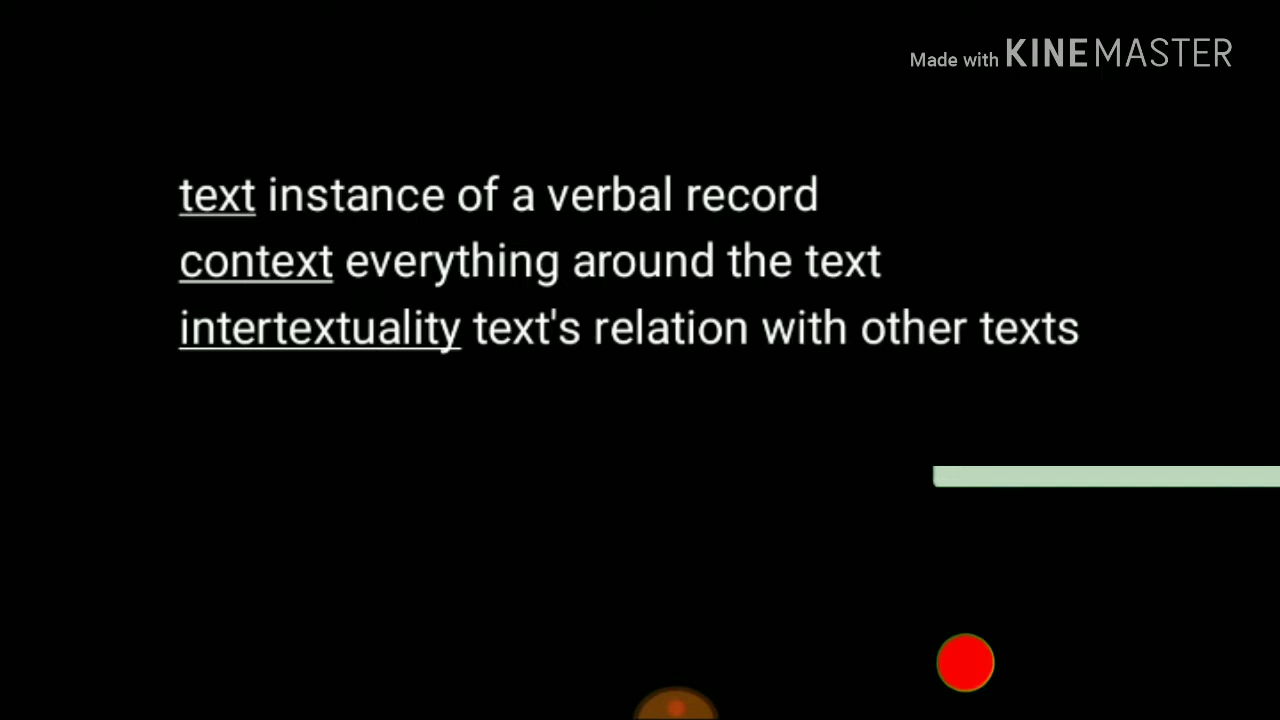 Made with KINEMASTER
text instance of a verbal record
context everything around the text
intertextuality text's relation with other texts